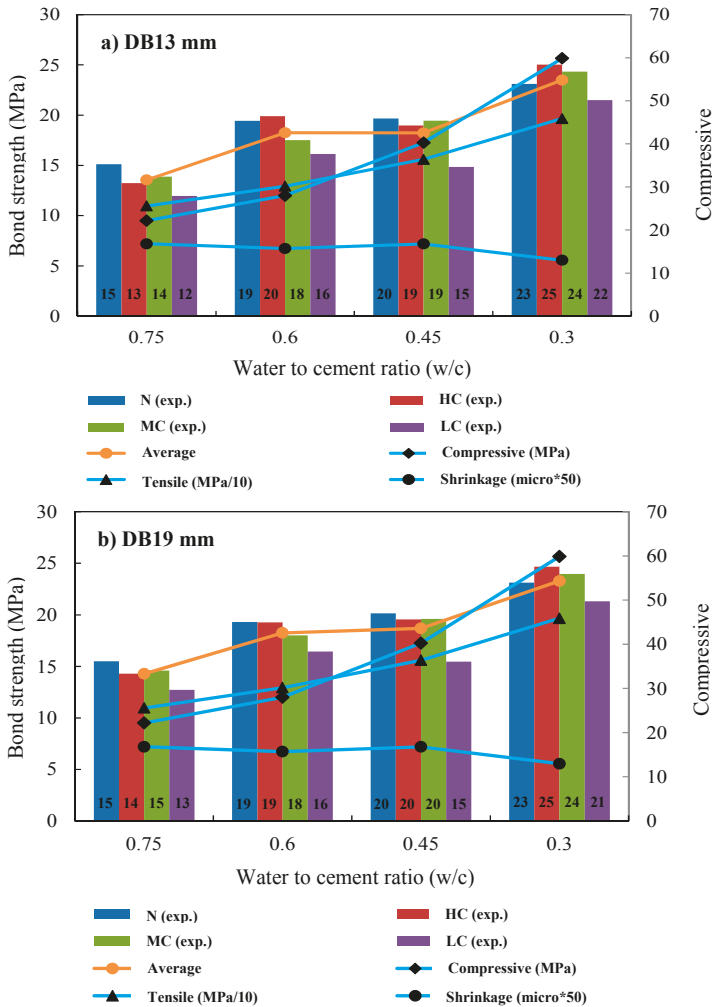 a) DB13 mm
Bond strength (MPa)
30
25
20
15
10
5
0
70
60
50
40
30
20
10
0
Compressive
15 13 14 12 19 20 18 16 20 19 19 15 23 25 24 22
0.75 0.6 0.45 0.3
Water to cement ratio (w/c)
N (exp.) HC (exp.)
MC (exp.) LC (exp.)
Average Compressive (MPa)
Tensile (MPa/10) Shrinkage (micro*50)
b) DB19 mm
Bond strength (MPa)
30
25
20
15
10
5
0
70
60
50
40
30
20
10
0
Compressive
15 14 15 13 19 19 18 16 20 20 20 15 23 25 24 21
0.75 0.6 0.45 0.3
Water to cement ratio (w/c)
N (exp.) HC (exp.)
MC (exp.) LC (exp.)
Average Compressive (MPa)
Tensile (MPa/10) Shrinkage (micro*50)